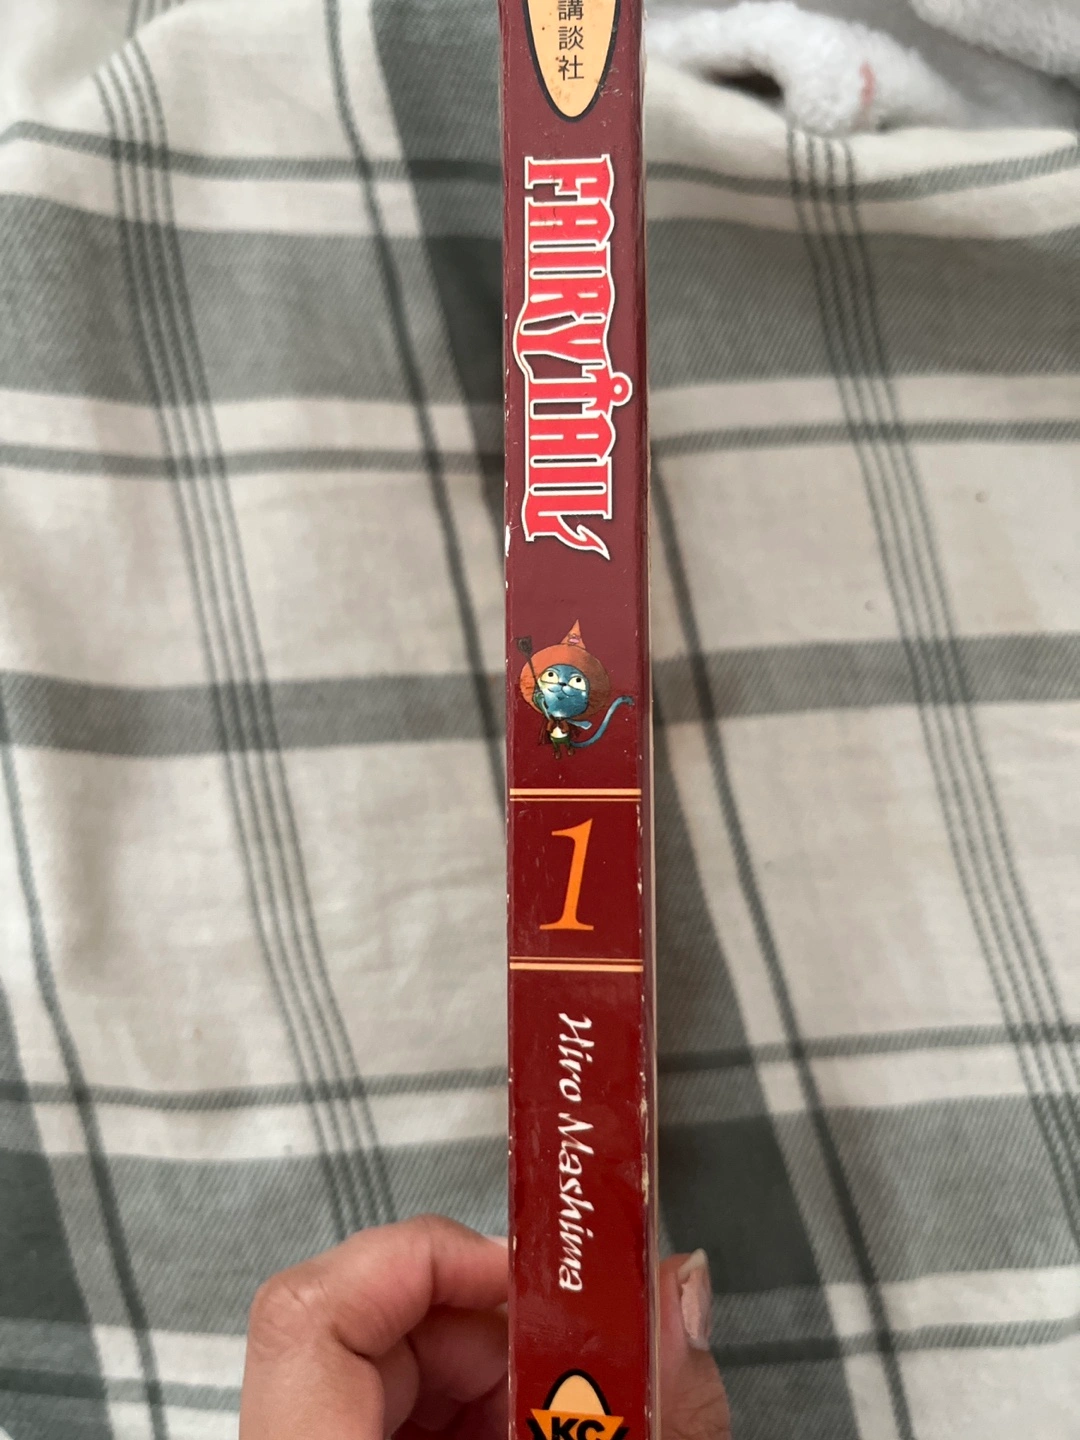 講談社
FAIRY TAIL
1
Hiro Mashima
KC